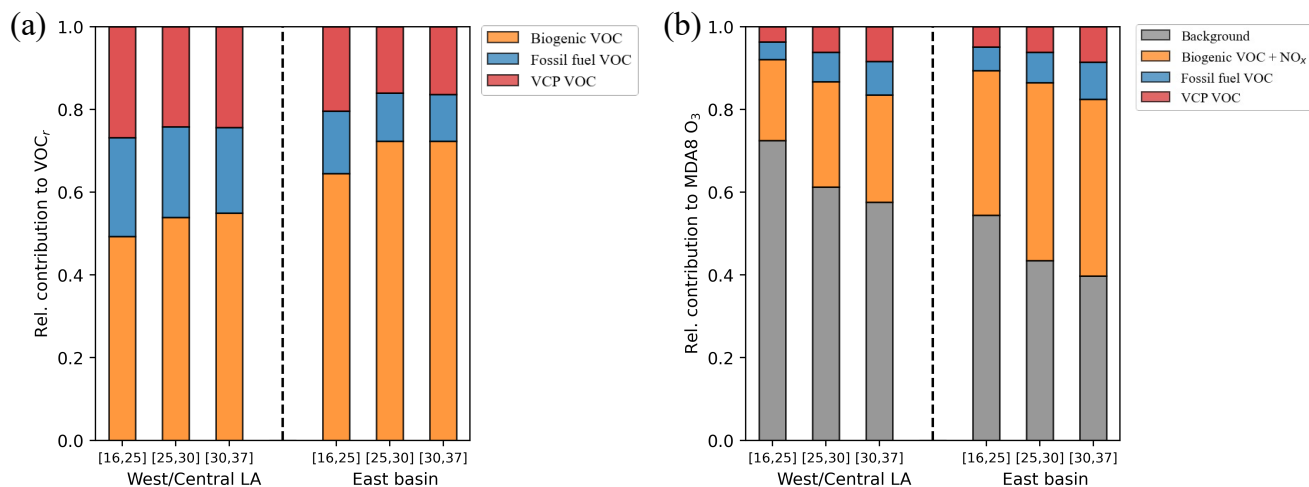 (a)
Rel. contribution to VOCᵣ
1.0
0.8
0.6
0.4
0.2
0.0
[16,25] [25,30] [30,37] [16,25] [25,30] [30,37]
West/Central LA East basin
Biogenic VOC
Fossil fuel VOC
VCP VOC
(b)
Rel. contribution to MDA8 O₃
1.0
0.8
0.6
0.4
0.2
0.0
[16,25] [25,30] [30,37] [16,25] [25,30] [30,37]
West/Central LA East basin
Background
Biogenic VOC + NOₓ
Fossil fuel VOC
VCP VOC